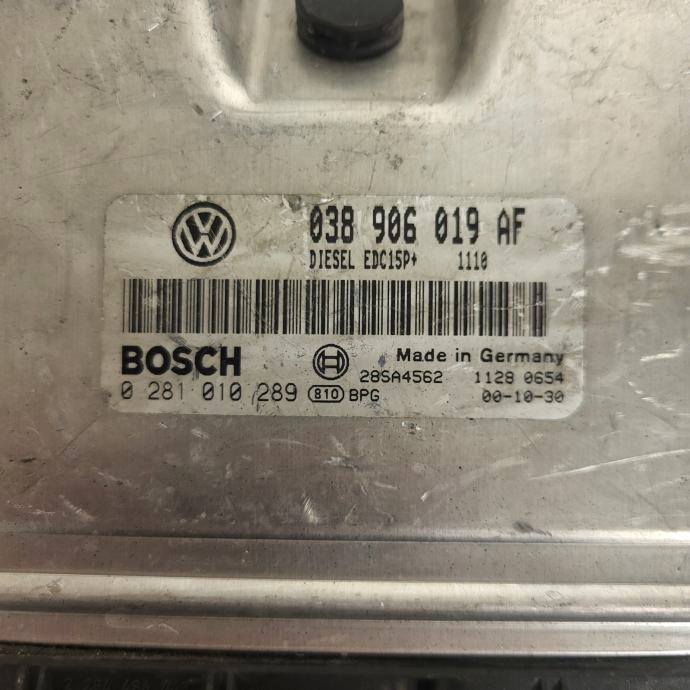 038 906 019 AF
DIESEL EDC15P+ 1110
BOSCH
Made in Germany
28SA4562 1128 0654
0 281 010 289 810 BPG 00-10-30